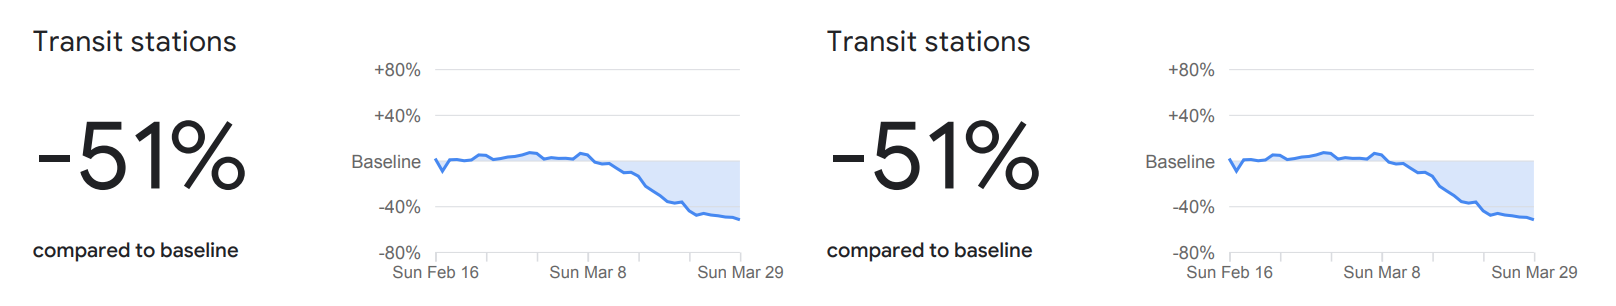 Transit stations
+80%
+40%
Baseline
-40%
-80%
Sun Feb 16 Sun Mar 8 Sun Mar 29
-51%
compared to baseline
Transit stations
+80%
+40%
Baseline
-40%
-80%
Sun Feb 16 Sun Mar 8 Sun Mar 29
-51%
compared to baseline